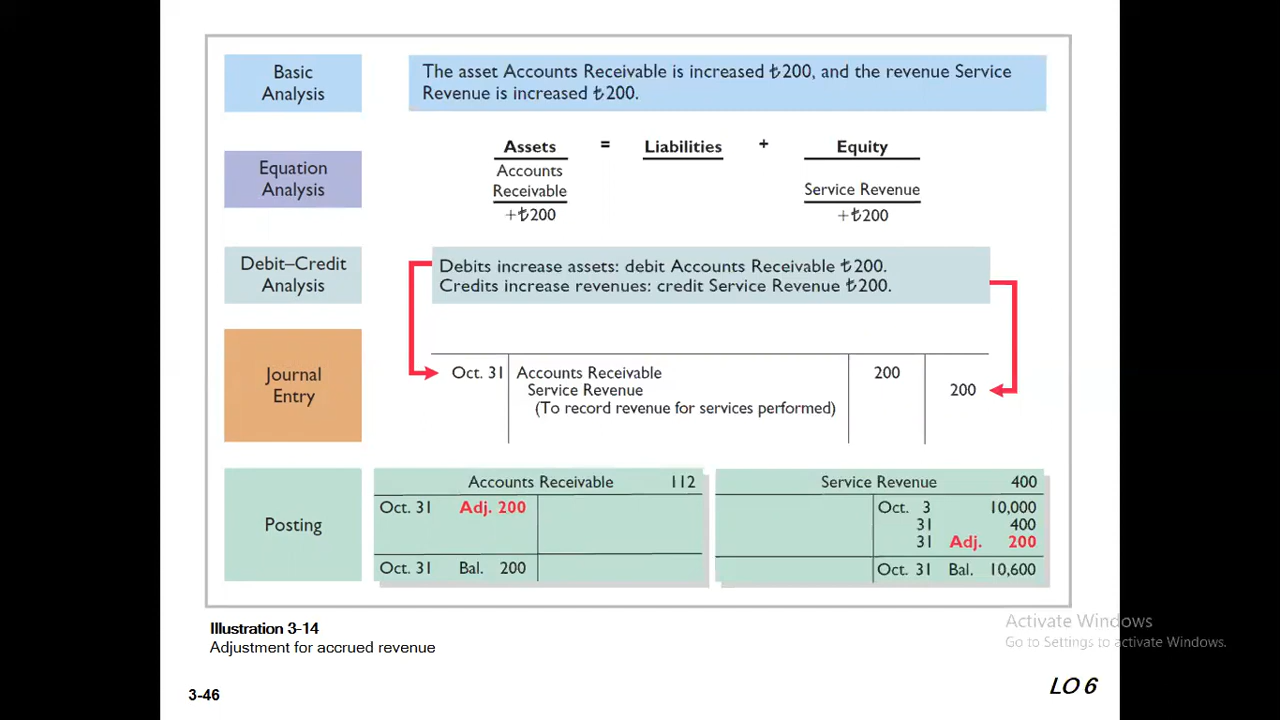 Basic
Analysis
The asset Accounts Receivable is increased ₺200, and the revenue Service
Revenue is increased ₺200.
Equation
Analysis
Assets = Liabilities + Equity
Accounts
Receivable Service Revenue
+₺200 +₺200
Debit–Credit
Analysis
Debits increase assets: debit Accounts Receivable ₺200.
Credits increase revenues: credit Service Revenue ₺200.
Journal
Entry
Oct. 31 Accounts Receivable 200
Service Revenue 200
(To record revenue for services performed)
Posting
Accounts Receivable 112
Oct. 31 Adj. 200
Oct. 31 Bal. 200
Service Revenue 400
Oct. 3 10,000
31 400
31 Adj. 200
Oct. 31 Bal. 10,600
Illustration 3-14
Adjustment for accrued revenue
Activate Windows
Go to Settings to activate Windows.
3-46
LO 6